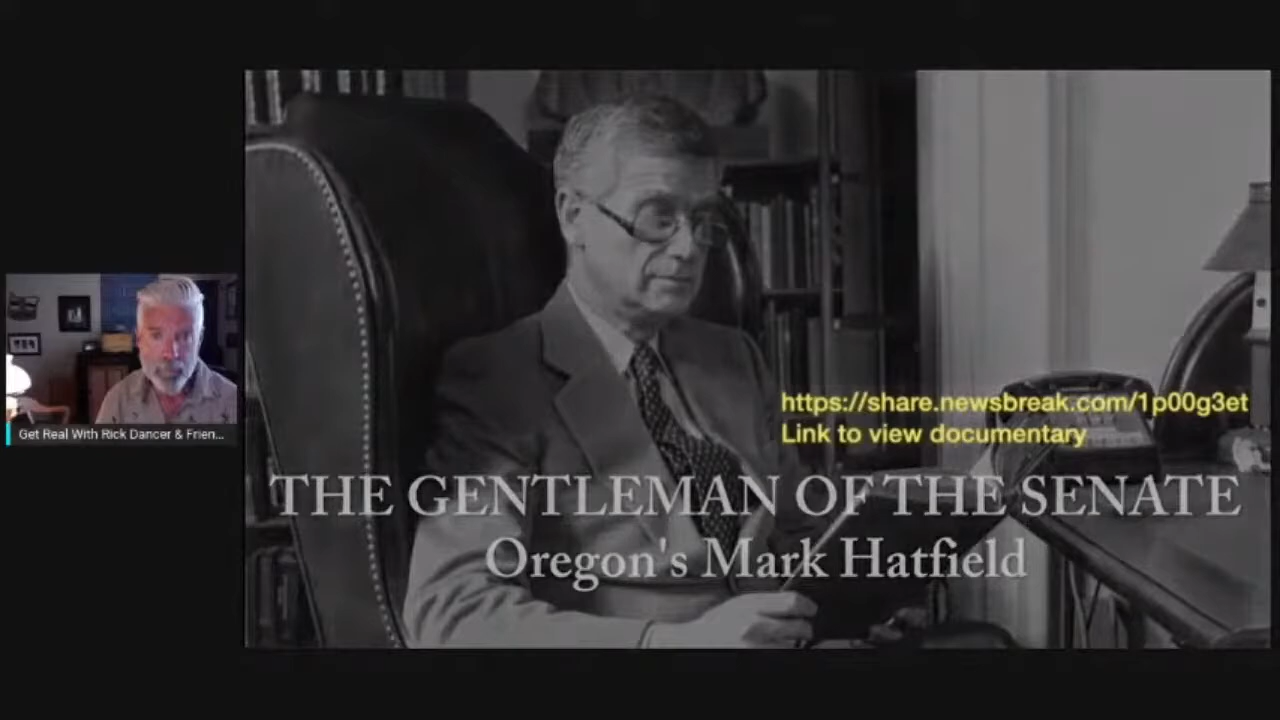 https://share.newsbreak.com/1p00g3et
Link to view documentary
THE GENTLEMAN OF THE SENATE
Oregon's Mark Hatfield
Get Real With Rick Dancer & Frien...